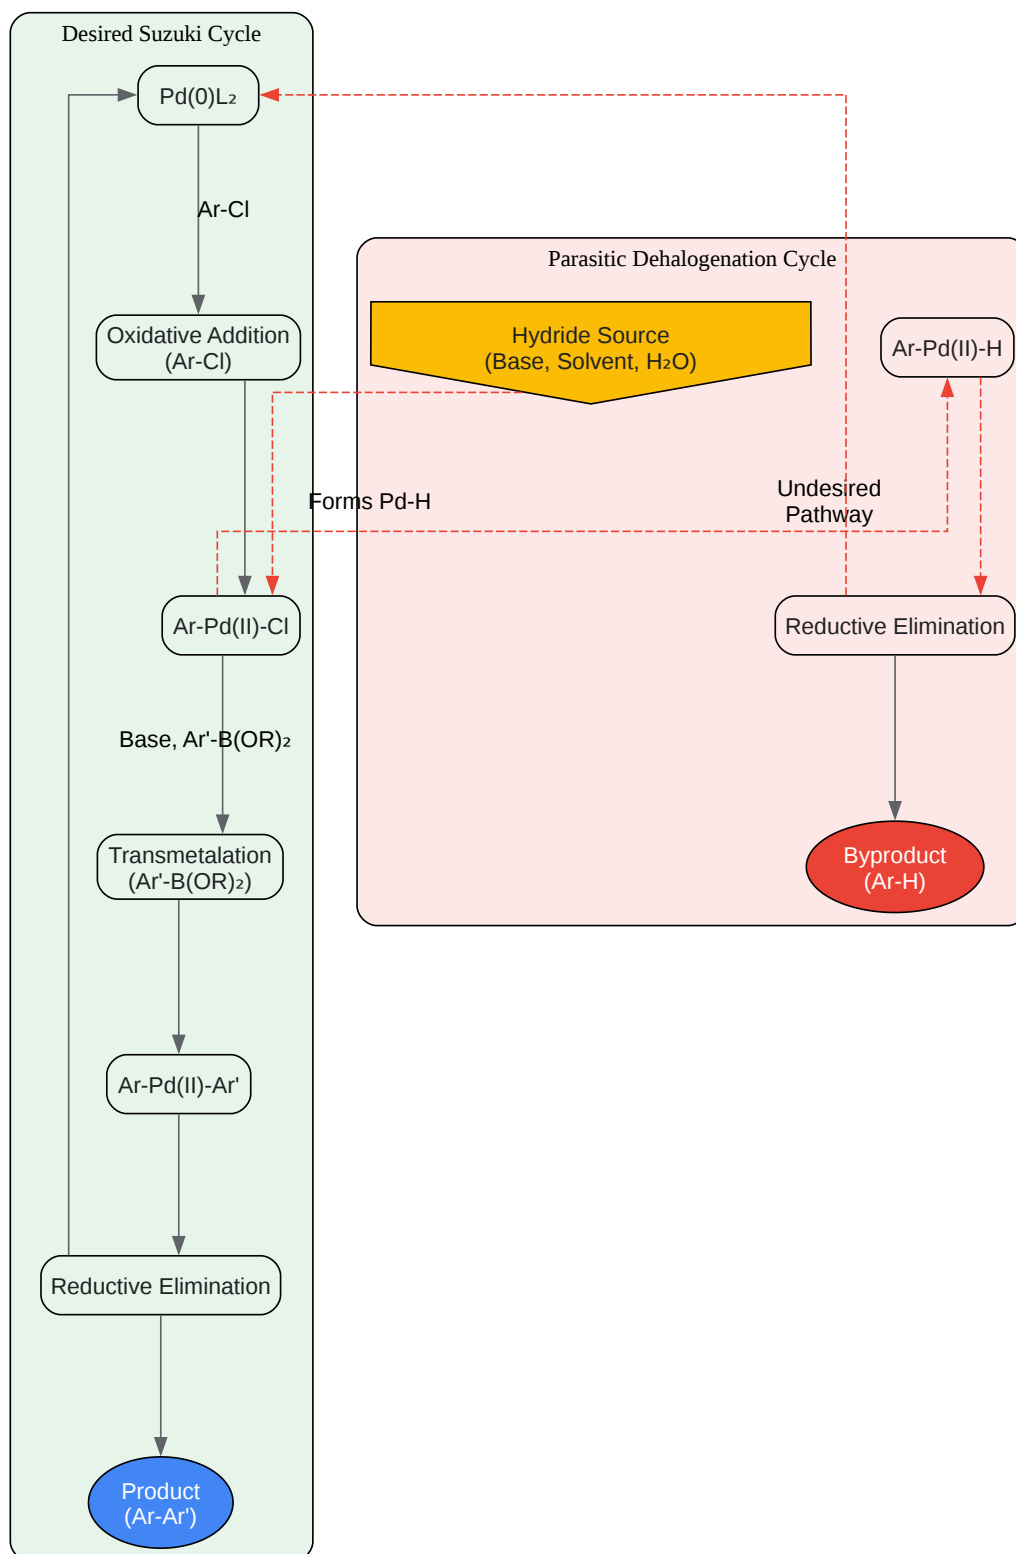 Desired Suzuki Cycle
Pd(0)L₂
Ar-Cl
Oxidative Addition
(Ar-Cl)
Ar-Pd(II)-Cl
Base, Ar'-B(OR)₂
Transmetalation
(Ar'-B(OR)₂)
Ar-Pd(II)-Ar'
Reductive Elimination
Product
(Ar-Ar')
Parasitic Dehalogenation Cycle
Hydride Source
(Base, Solvent, H₂O)
Ar-Pd(II)-H
Forms Pd-H
Undesired
Pathway
Reductive Elimination
Byproduct
(Ar-H)